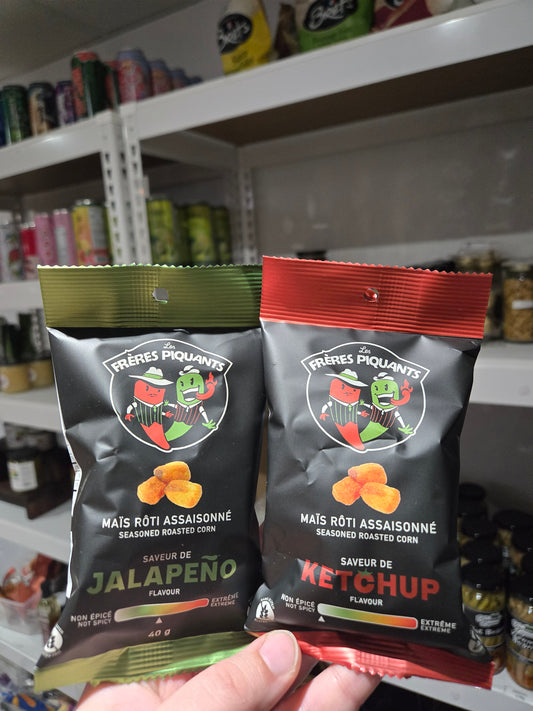 Brets
Brets
Les
FRÈRES PIQUANTS
MAÏS RÔTI ASSAISONNÉ
SEASONED ROASTED CORN
SAVEUR DE
JALAPEÑO
FLAVOUR
NON ÉPICÉ
NOT SPICY
EXTRÊME
EXTREME
40 g
Les
FRÈRES PIQUANTS
MAÏS RÔTI ASSAISONNÉ
SEASONED ROASTED CORN
SAVEUR DE
KETCHUP
FLAVOUR
NON ÉPICÉ
NOT SPICY
EXTRÊME
EXTREME